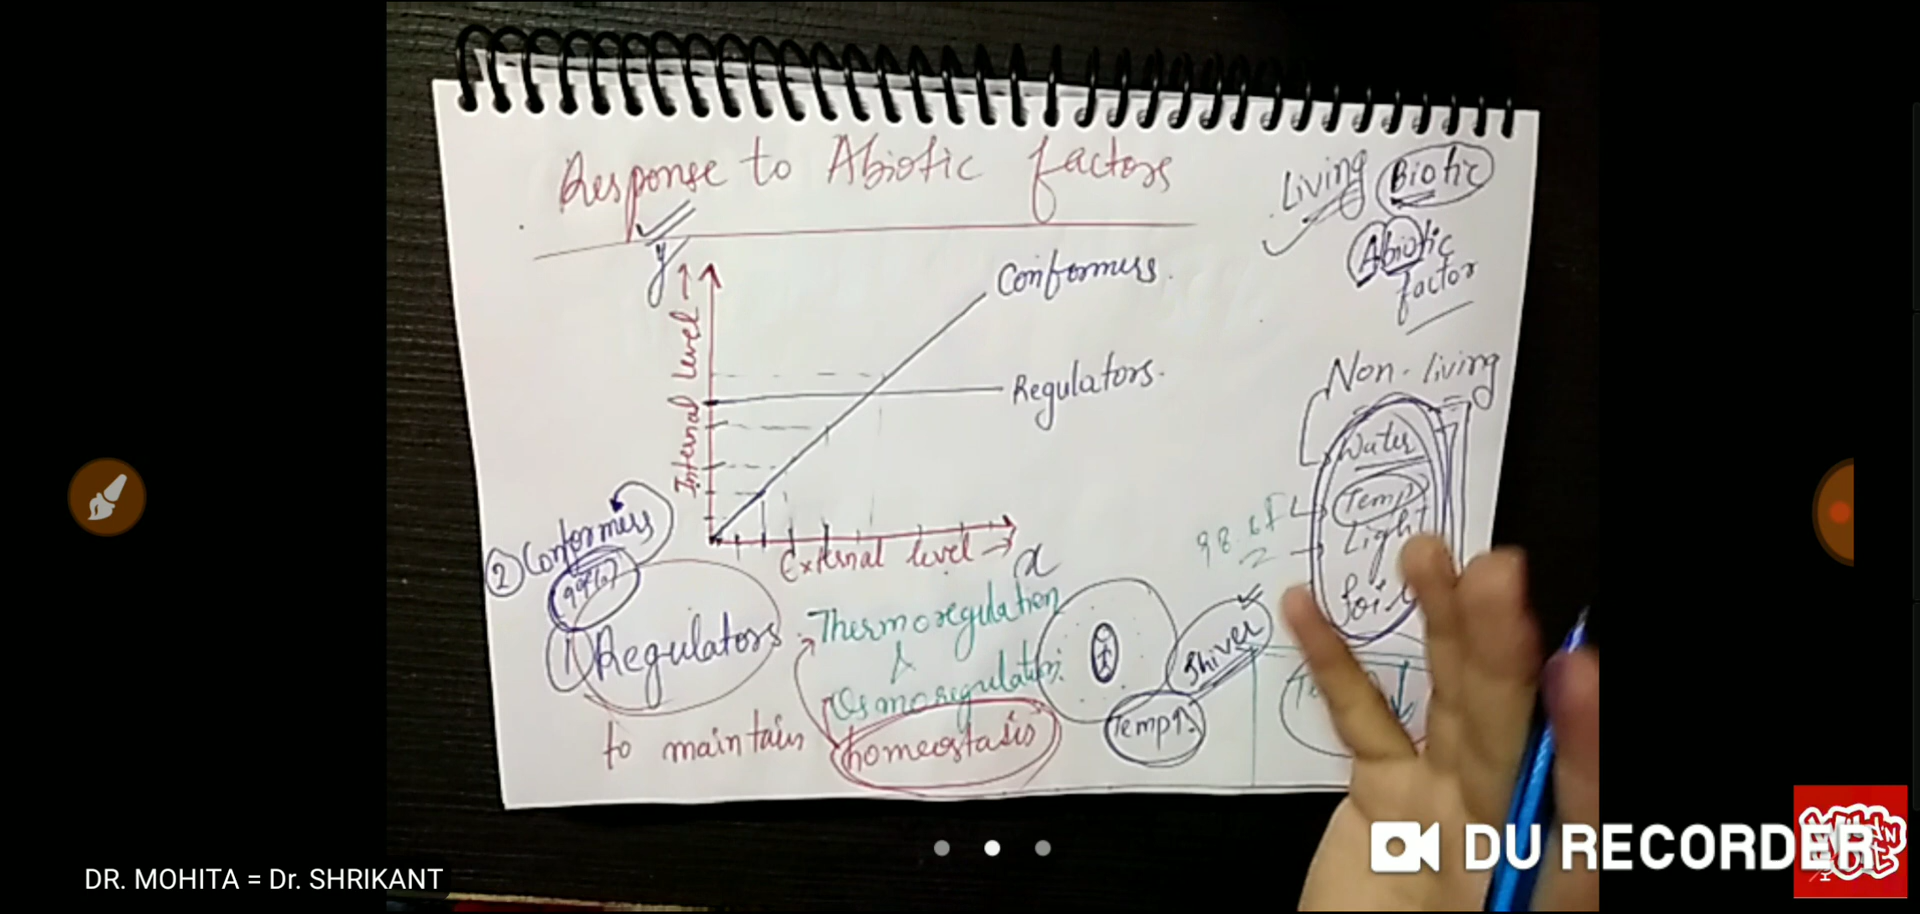 Response to Abiotic factors
Living Biotic
Abiotic
factor
y
Internal level →
Conformers.
Regulators.
External level →
x
Non-living
Water
Temp
Light
Soil
98.6F
② Conformers
99%
① Regulators
Thermoregulation
&
Osmoregulation
to maintain homeostasis
Shiver
Temp↑
DR. MOHITA = Dr. SHRIKANT
DU RECORDER